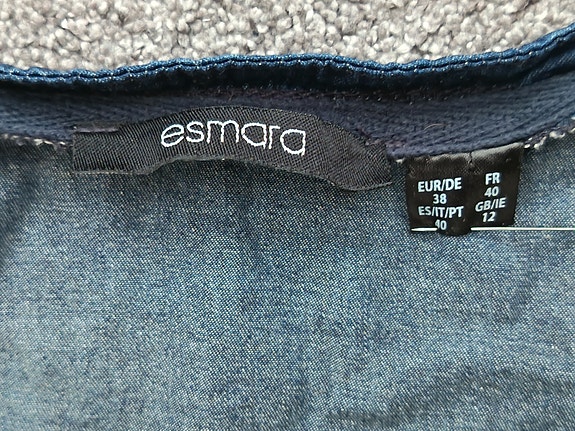 esmara
EUR/DE
38
ES/IT/PT
40
FR
40
GB/IE
12